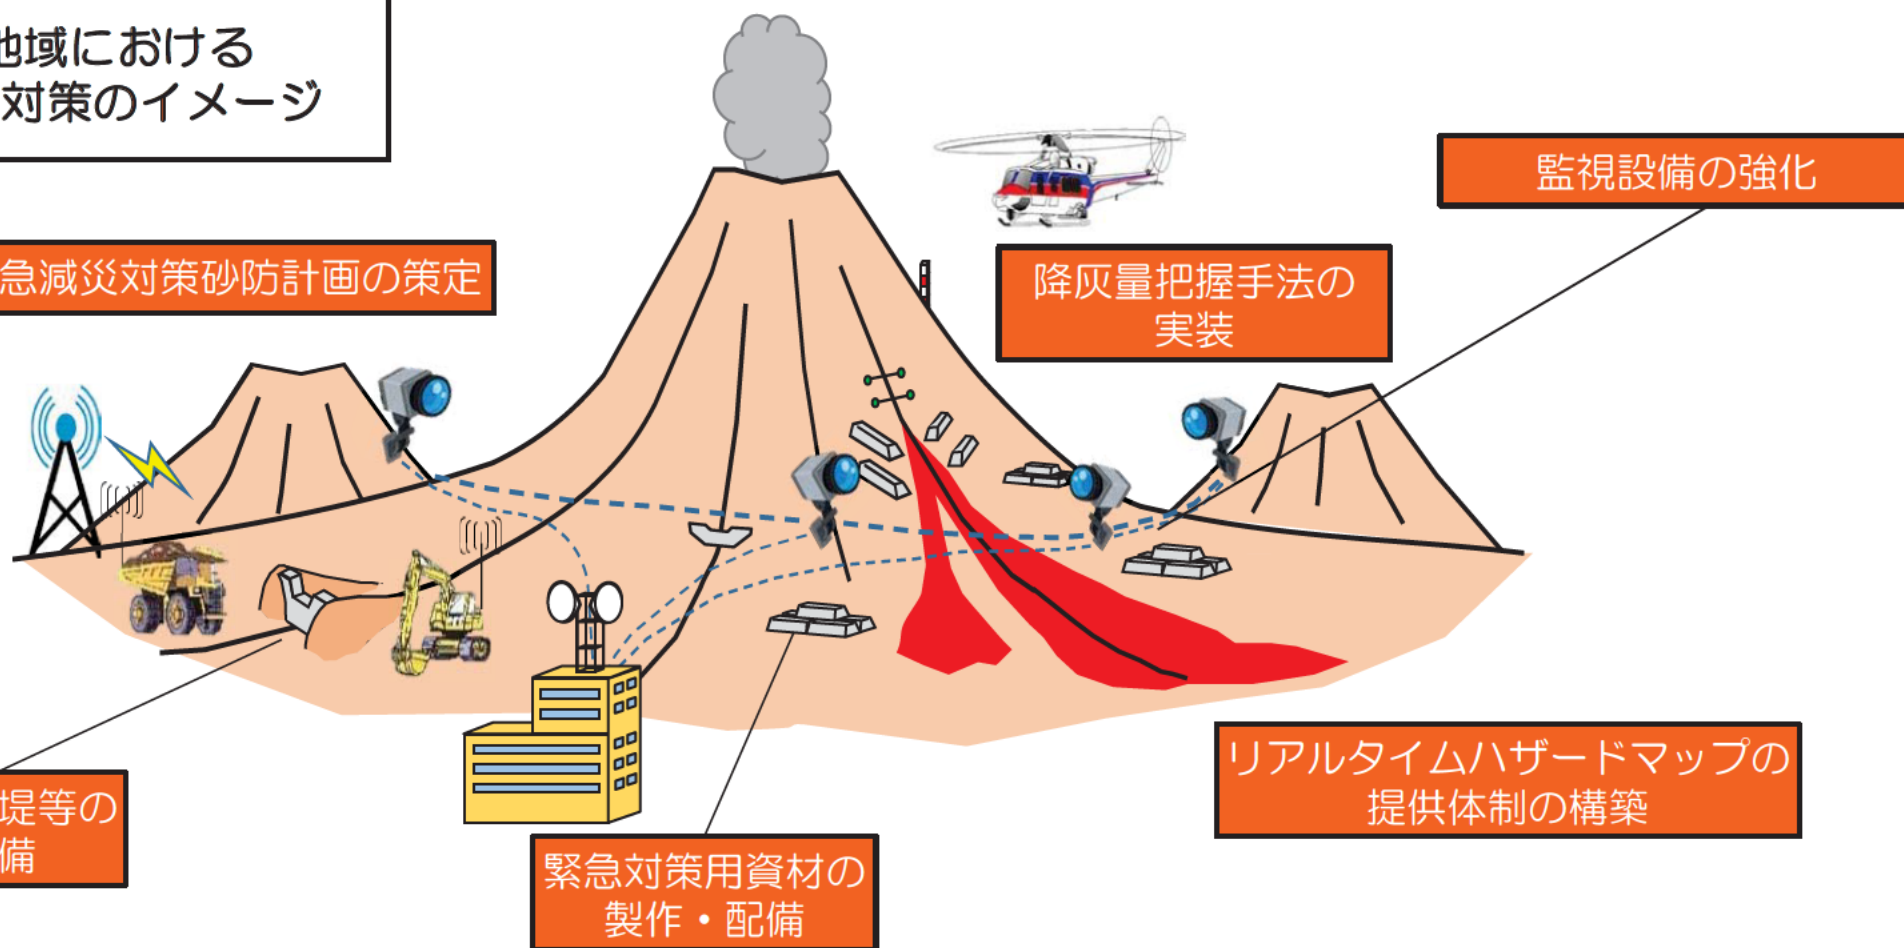 地域における
対策のイメージ
監視設備の強化
急減災対策砂防計画の策定
降灰量把握手法の
実装
リアルタイムハザードマップの
提供体制の構築
堤等の
備
緊急対策用資材の
製作・配備